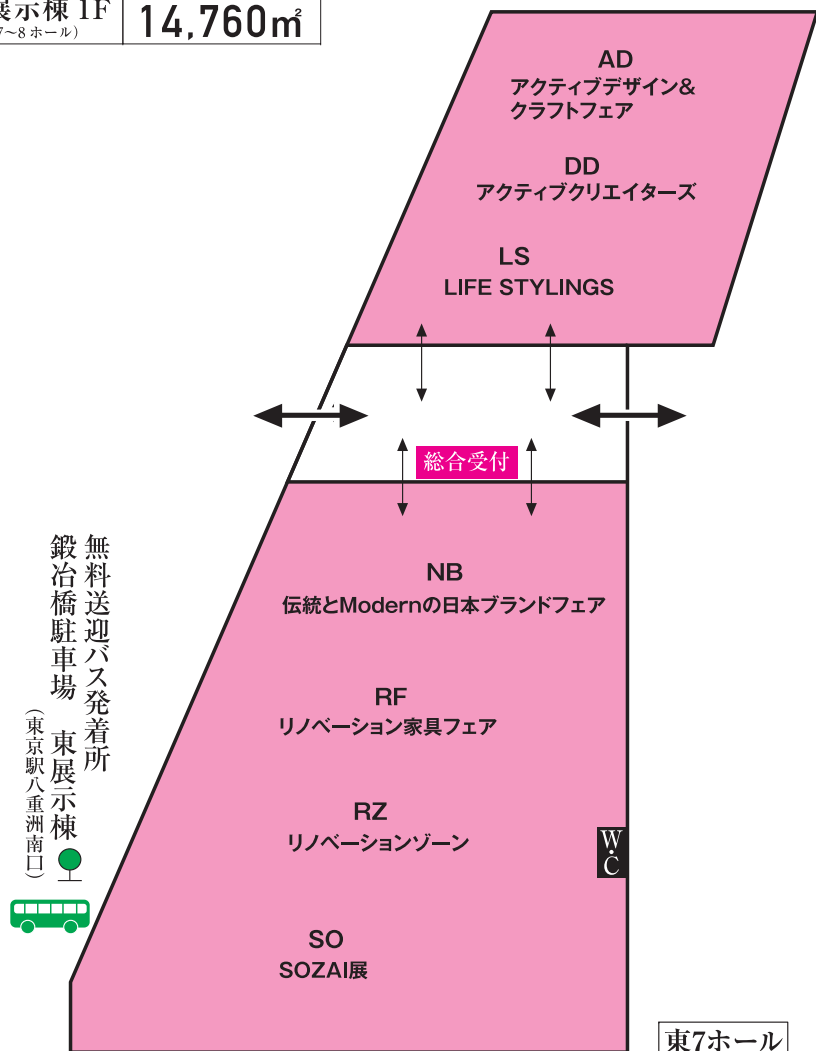 展示棟 1F
7~8ホール)
14,760㎡
AD
アクティブデザイン&
クラフトフェア
DD
アクティブクリエイターズ
LS
LIFE STYLINGS
総合受付
NB
伝統とModernの日本ブランドフェア
無料送迎バス発着所
鍛冶橋駐車場 東展示棟
(東京駅八重洲南口)
RF
リノベーション家具フェア
RZ
リノベーションゾーン
W・C
SO
SOZAI展
東7ホール